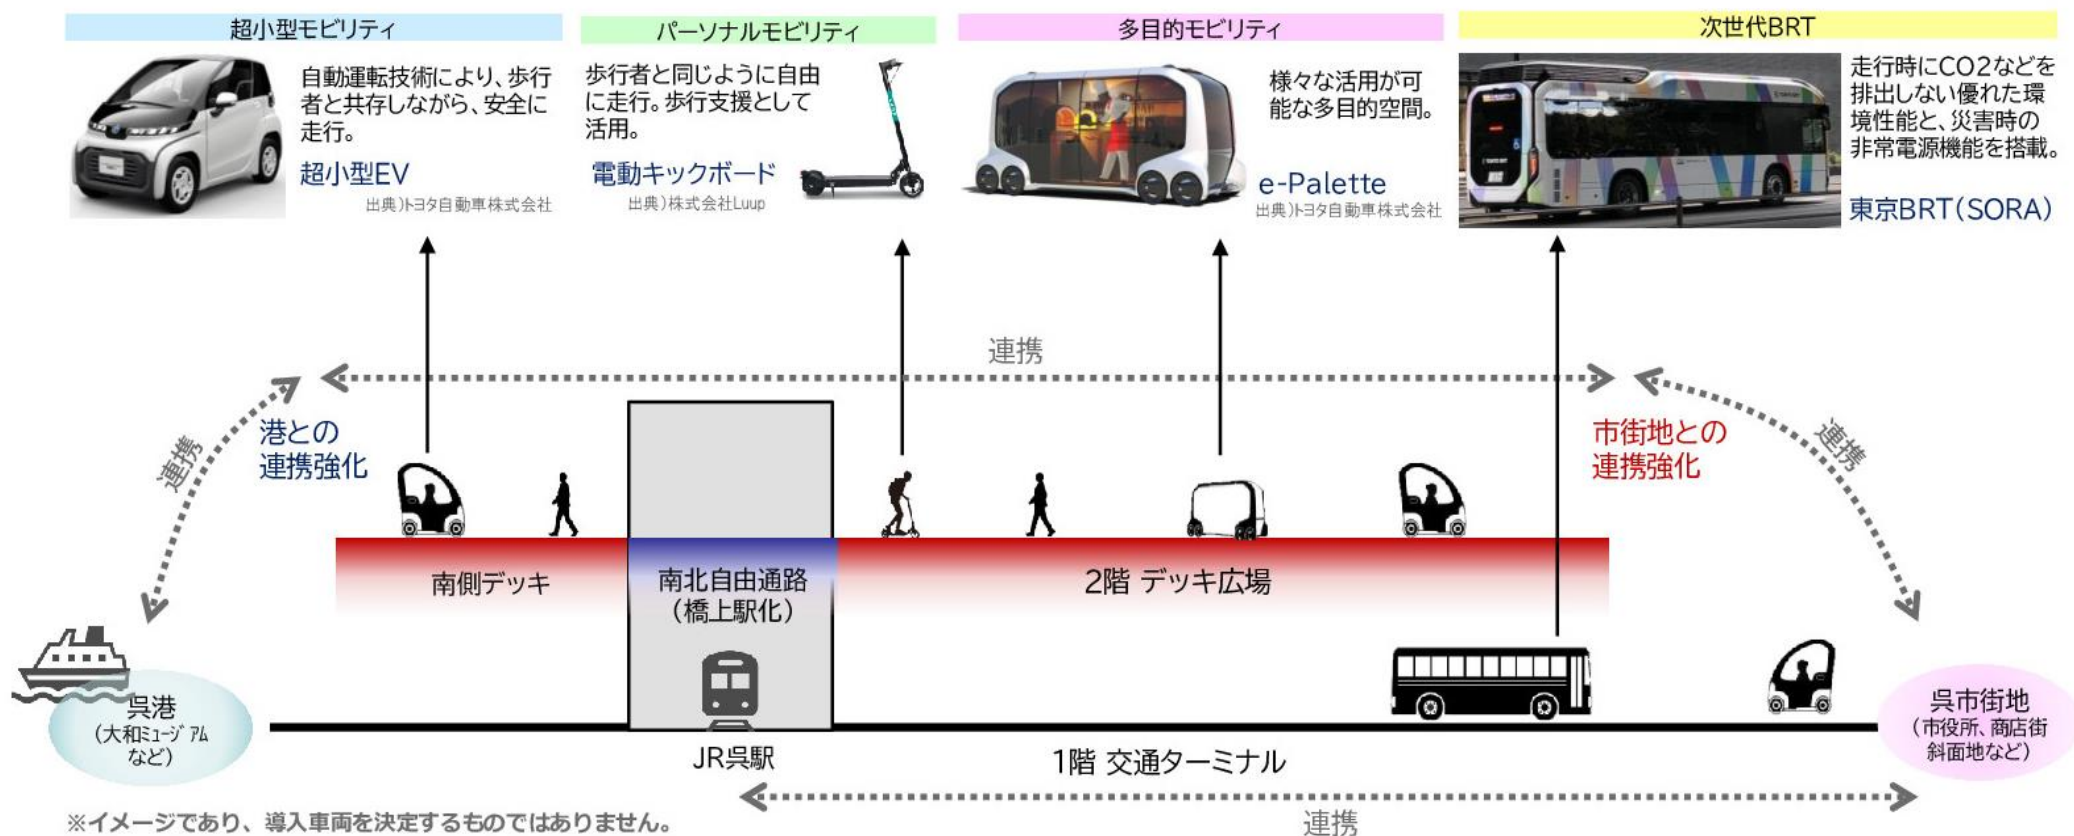 超小型モビリティ
自動運転技術により、歩行
者と共存しながら、安全に
走行。
超小型EV
出典)トヨタ自動車株式会社
パーソナルモビリティ
歩行者と同じように自由
に走行。歩行支援として
活用。
電動キックボード
出典)株式会社Luup
多目的モビリティ
様々な活用が可
能な多目的空間。
e-Palette
出典)トヨタ自動車株式会社
次世代BRT
走行時にCO2などを
排出しない優れた環
境性能と、災害時の
非常電源機能を搭載。
東京BRT(SORA)
連携
連携
港との
連携強化
市街地との
連携強化
連携
南側デッキ
南北自由通路
(橋上駅化)
2階 デッキ広場
呉港
(大和ミュージアム
など)
JR呉駅
1階 交通ターミナル
呉市街地
(市役所、商店街
斜面地など)
連携
※イメージであり、導入車両を決定するものではありません。